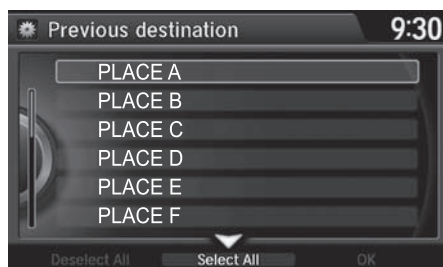 Previous destination 9:30
PLACE A
PLACE B
PLACE C
PLACE D
PLACE E
PLACE F
Deselect All Select All OK